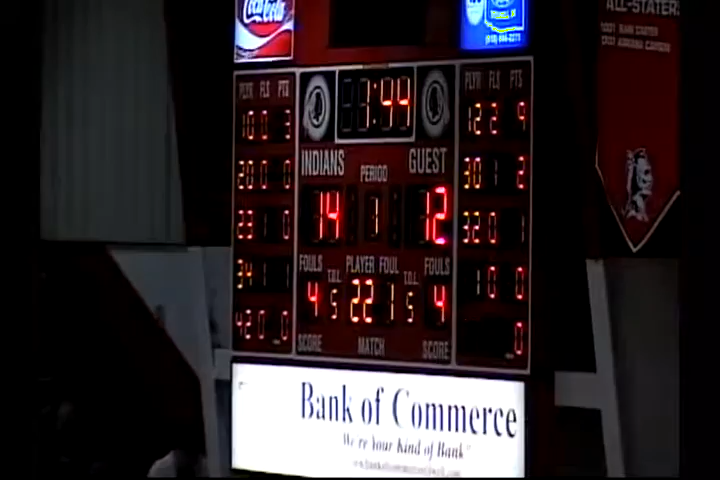 Coca-Cola
ALL-STATERS
PLYR FLS PTS
1:44
PLYR FLS PTS
10 0 3
12 2 9
INDIANS
GUEST
PERIOD
30 1 2
14 1 12
23 0 0
32 0 1
FOULS
T.O.L.
PLAYER FOUL
T.O.L.
FOULS
34 1 1
1 0 0
4 5 22 1 5 4
42 0 0
0
SCORE
MATCH
SCORE
Bank of Commerce
We're Your Kind of Bank